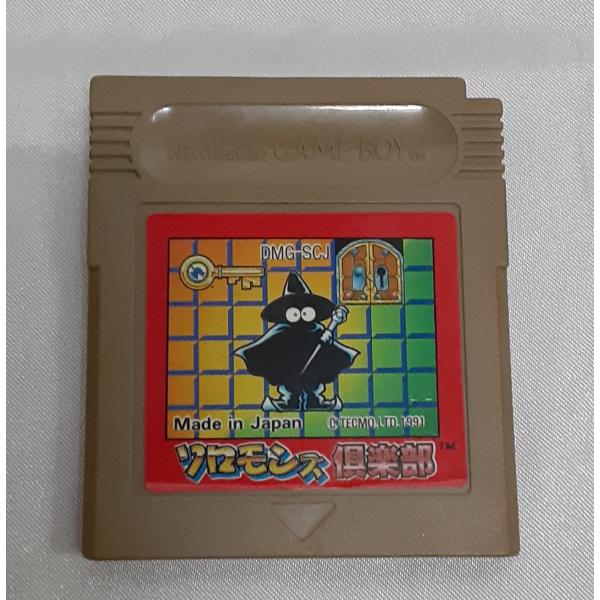 Nintendo GAME BOY TM
DMG-SCJ
Made in Japan © TECMO,LTD.1991
ソロモンズ倶楽部 TM